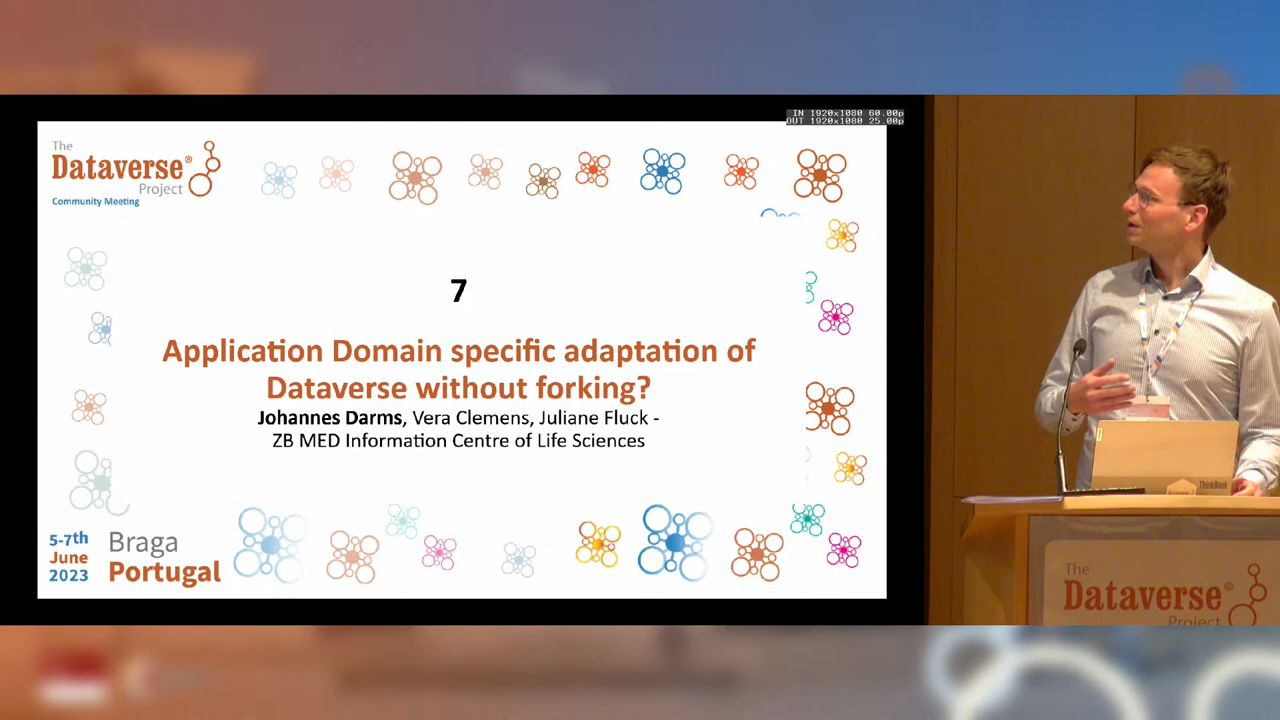 IN 1920x1080 60.00p
OUT 1920x1080 25.00p
The
Dataverse®
Project
Community Meeting
7
Application Domain specific adaptation of
Dataverse without forking?
Johannes Darms, Vera Clemens, Juliane Fluck -
ZB MED Information Centre of Life Sciences
5-7th
June
2023
Braga
Portugal
ThinkBook
The
Dataverse®
Project